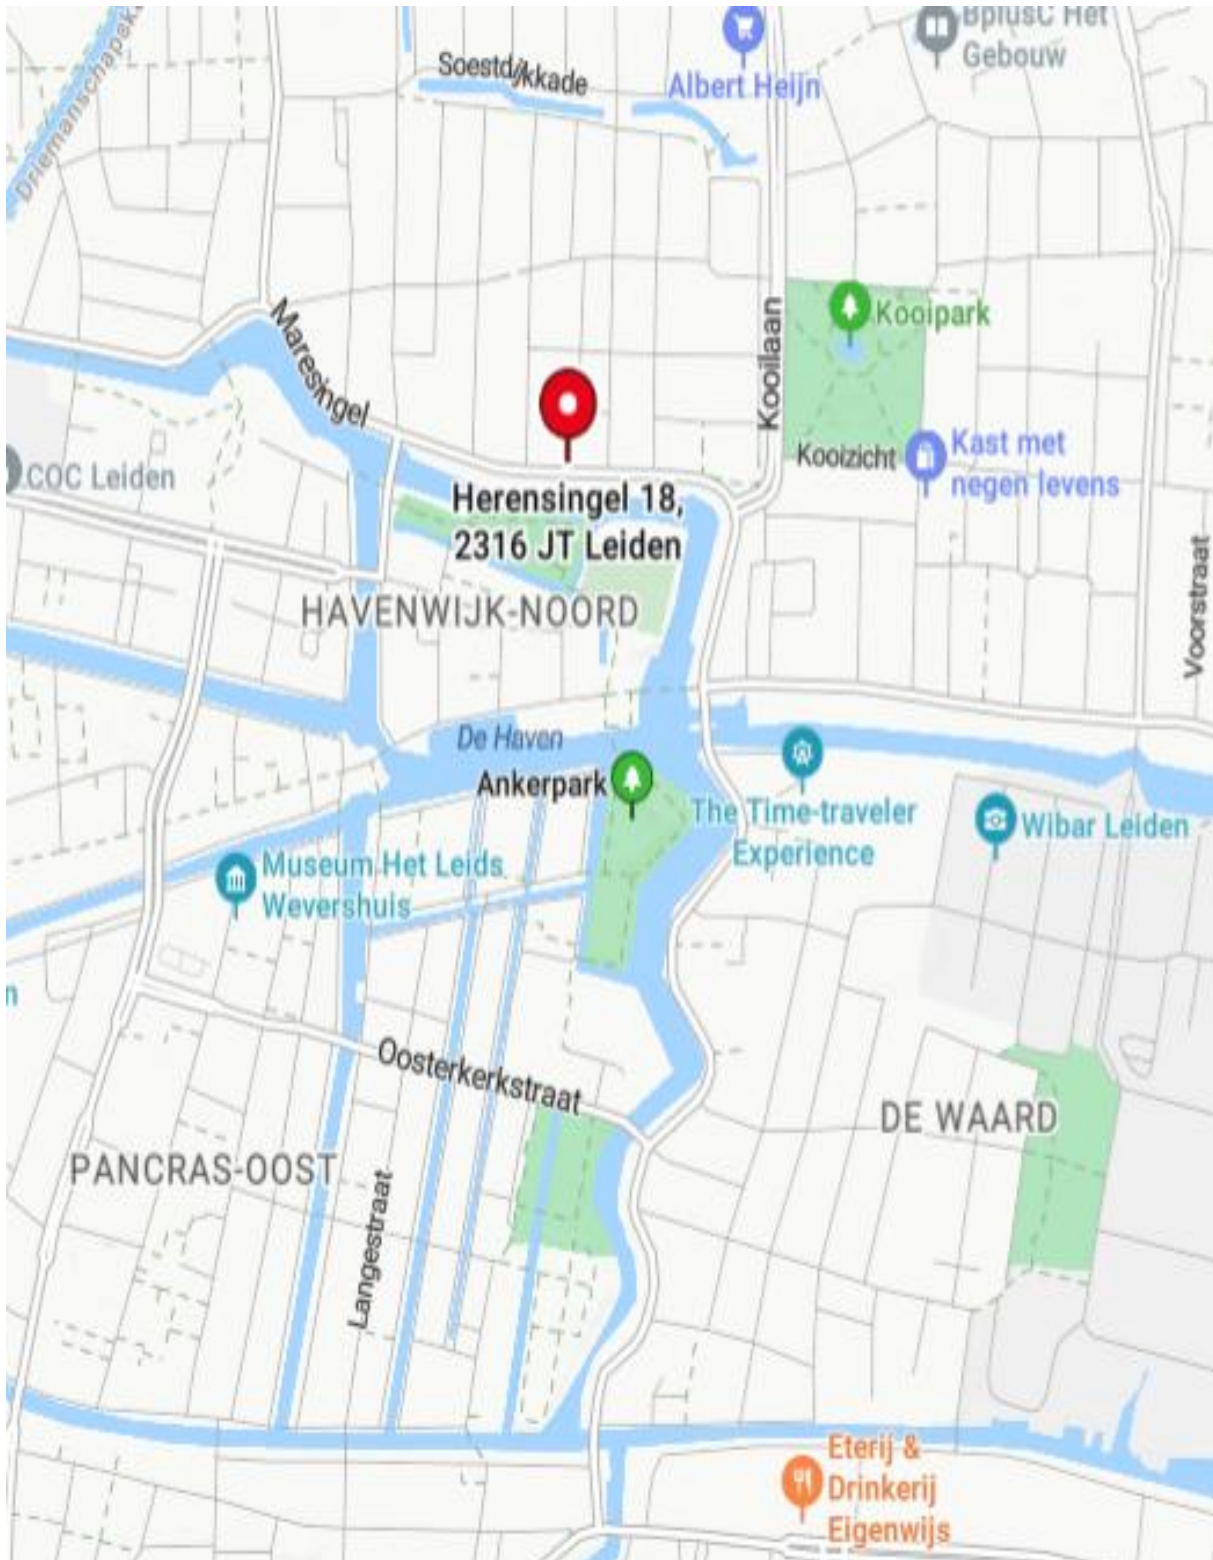 BplusC Het
Gebouw
Albert Heijn
Soestdijkkade
Driemanschapska
Kooipark
Maresingel
Kooilaan
Kooizicht
Kast met
negen levens
COC Leiden
Herensingel 18,
2316 JT Leiden
HAVENWIJK-NOORD
Voorstraat
De Haven
Ankerpark
The Time-traveler
Experience
Wibar Leiden
Museum Het Leids
Wevershuis
n
Oosterkerkstraat
DE WAARD
PANCRAS-OOST
Langestraat
Eterij &
Drinkerij
Eigenwijs